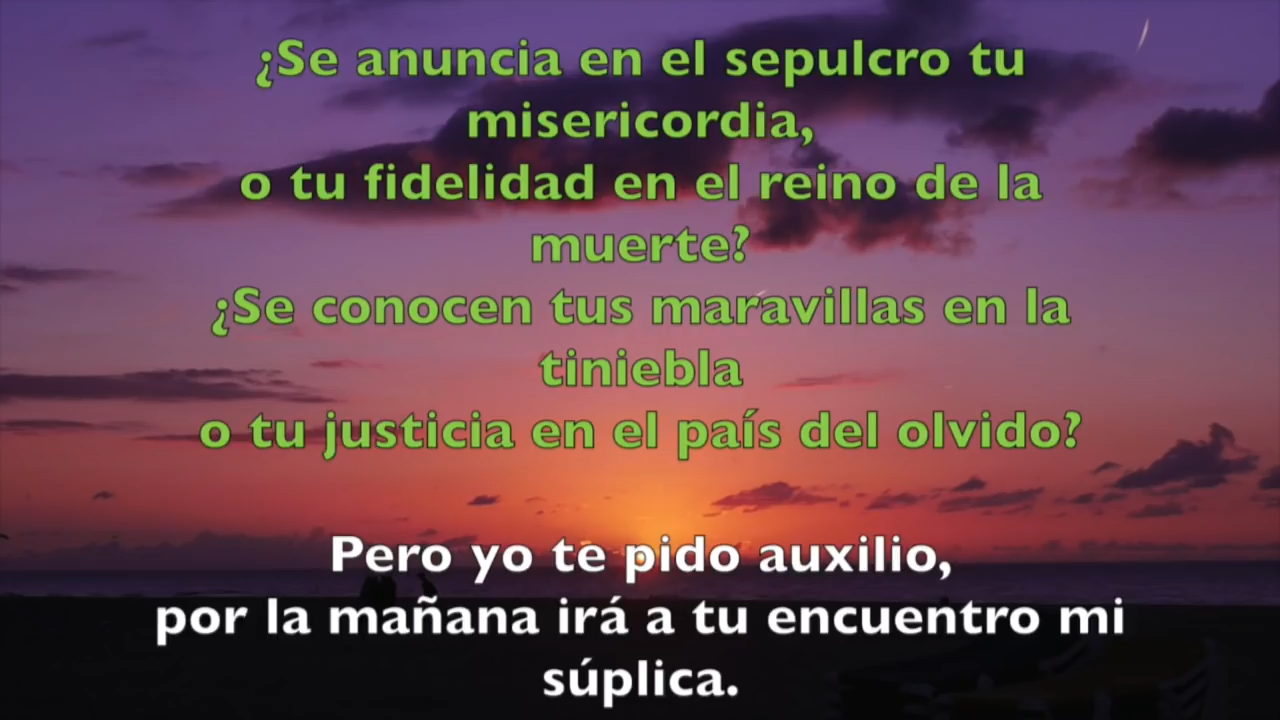 ¿Se anuncia en el sepulcro tu
misericordia,
o tu fidelidad en el reino de la
muerte?
¿Se conocen tus maravillas en la
tiniebla
o tu justicia en el país del olvido?
Pero yo te pido auxilio,
por la mañana irá a tu encuentro mi
súplica.